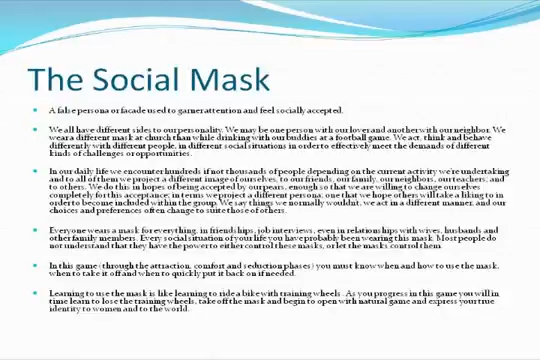 The Social Mask
A false persona or facade used to garner attention and feel socially accepted.
We all have different sides to our personality. We may be one person with our lover and another with our neighbor. We
wear a different mask at church than while drinking with our buddies at a football game. We act, think and behave
differently with different people, in different social situations in order to effectively meet the demands of different
kinds of challenges or opportunities.
In our daily life we encounter hundreds if not thousands of people depending on the current activity we're undertaking
and to all of them we project a different image of ourselves, to our friends, our family, our neighbors, our teachers, and
to others. We do this in hopes of being accepted by our pears, enough so that we are willing to change ourselves
completely for this acceptance; in terms we project a different persona; one that we hope others will take a liking to in
order to become included within the group. We say things we normally wouldn't, we act in a different manner, and our
choices and preferences often change to suite those of others.
Everyone wears a mask for everything, in friendships, job interviews, even in relationships with wives, husbands and
other family members. Every social situation of your life you have probably been wearing this mask. Most people do
not understand that they have the power to either control these masks, or let the masks control them.
In this game (through the attraction, comfort and seduction phases) you must know when and how to use the mask,
when to take it off and when to quickly put it back on if needed.
Learning to use the mask is like learning to ride a bike with training wheels. As you progress in this game you will in
time learn to lose the training wheels, take off the mask and begin to open with natural game and express your true
identity to women and to the world.